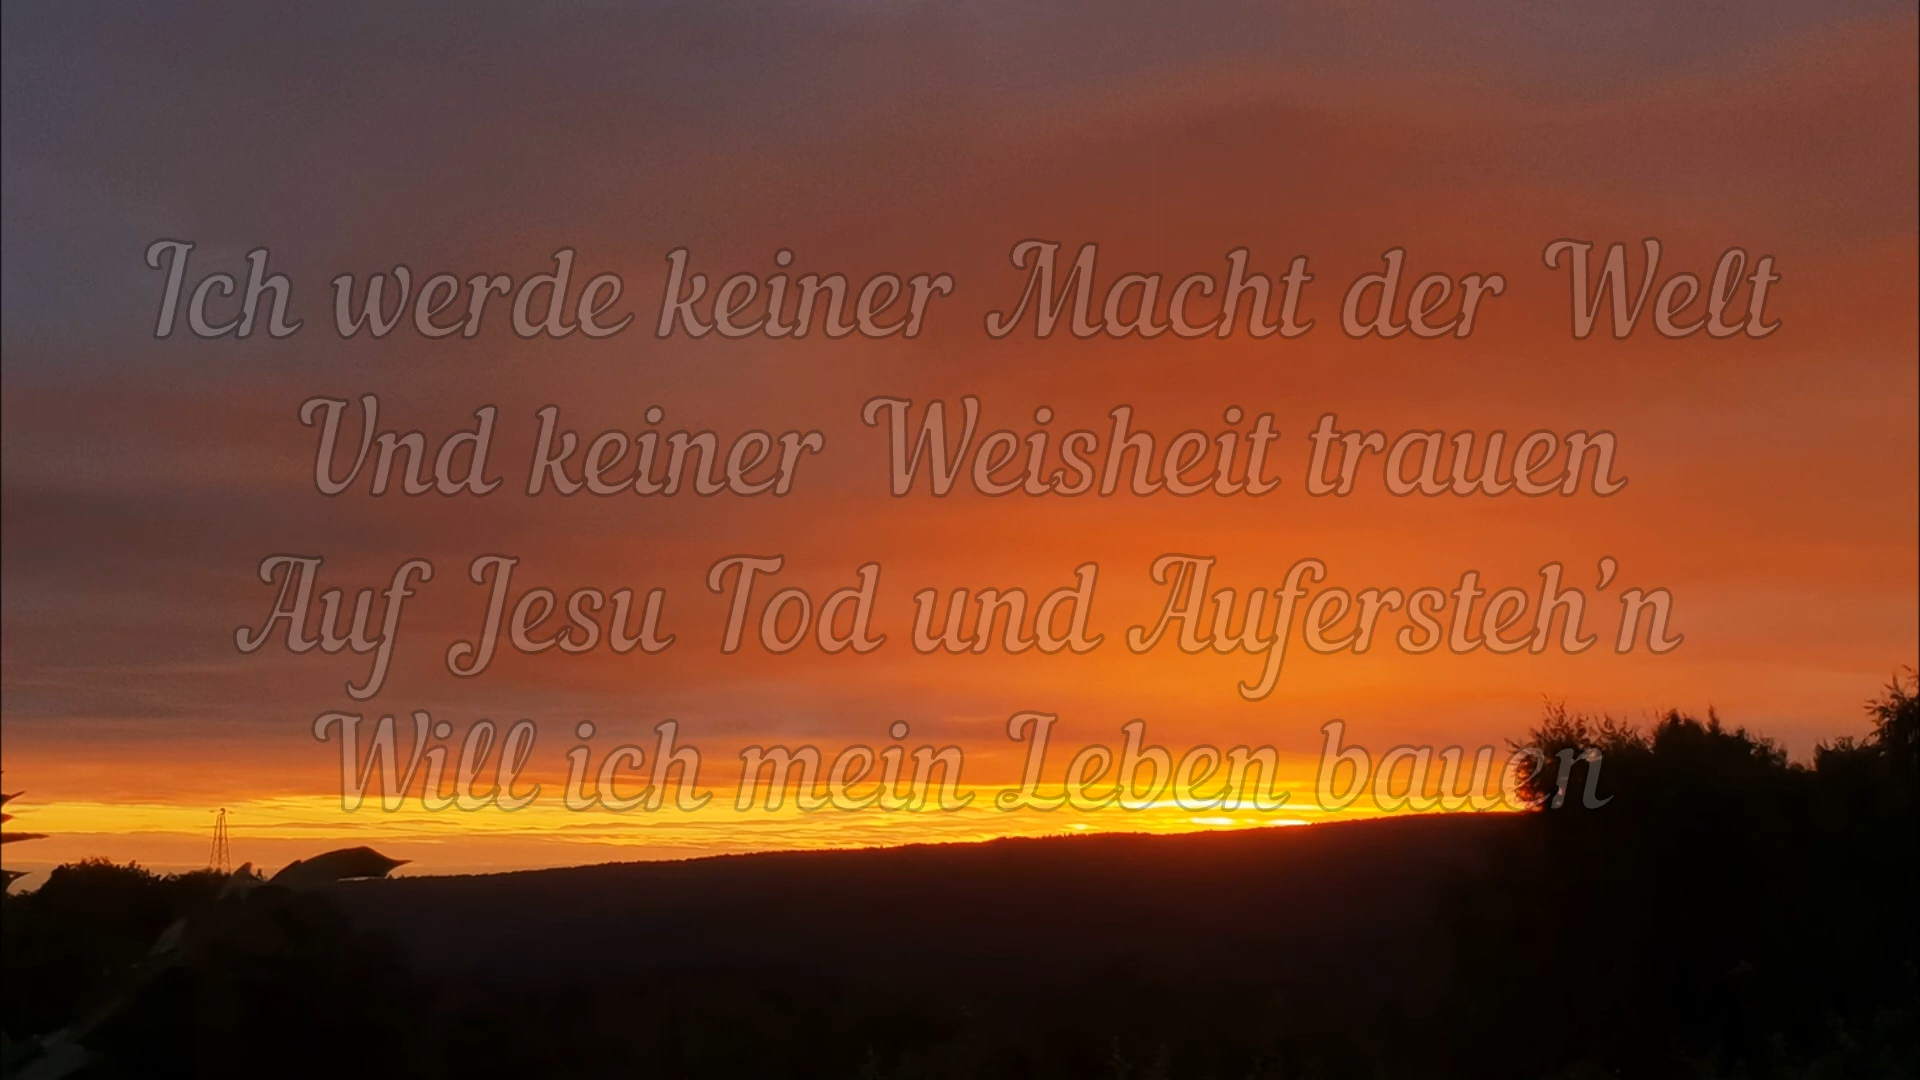 Ich werde keiner Macht der Welt
Und keiner Weisheit trauen
Auf Jesu Tod und Aufersteh'n
Will ich mein Leben bauen